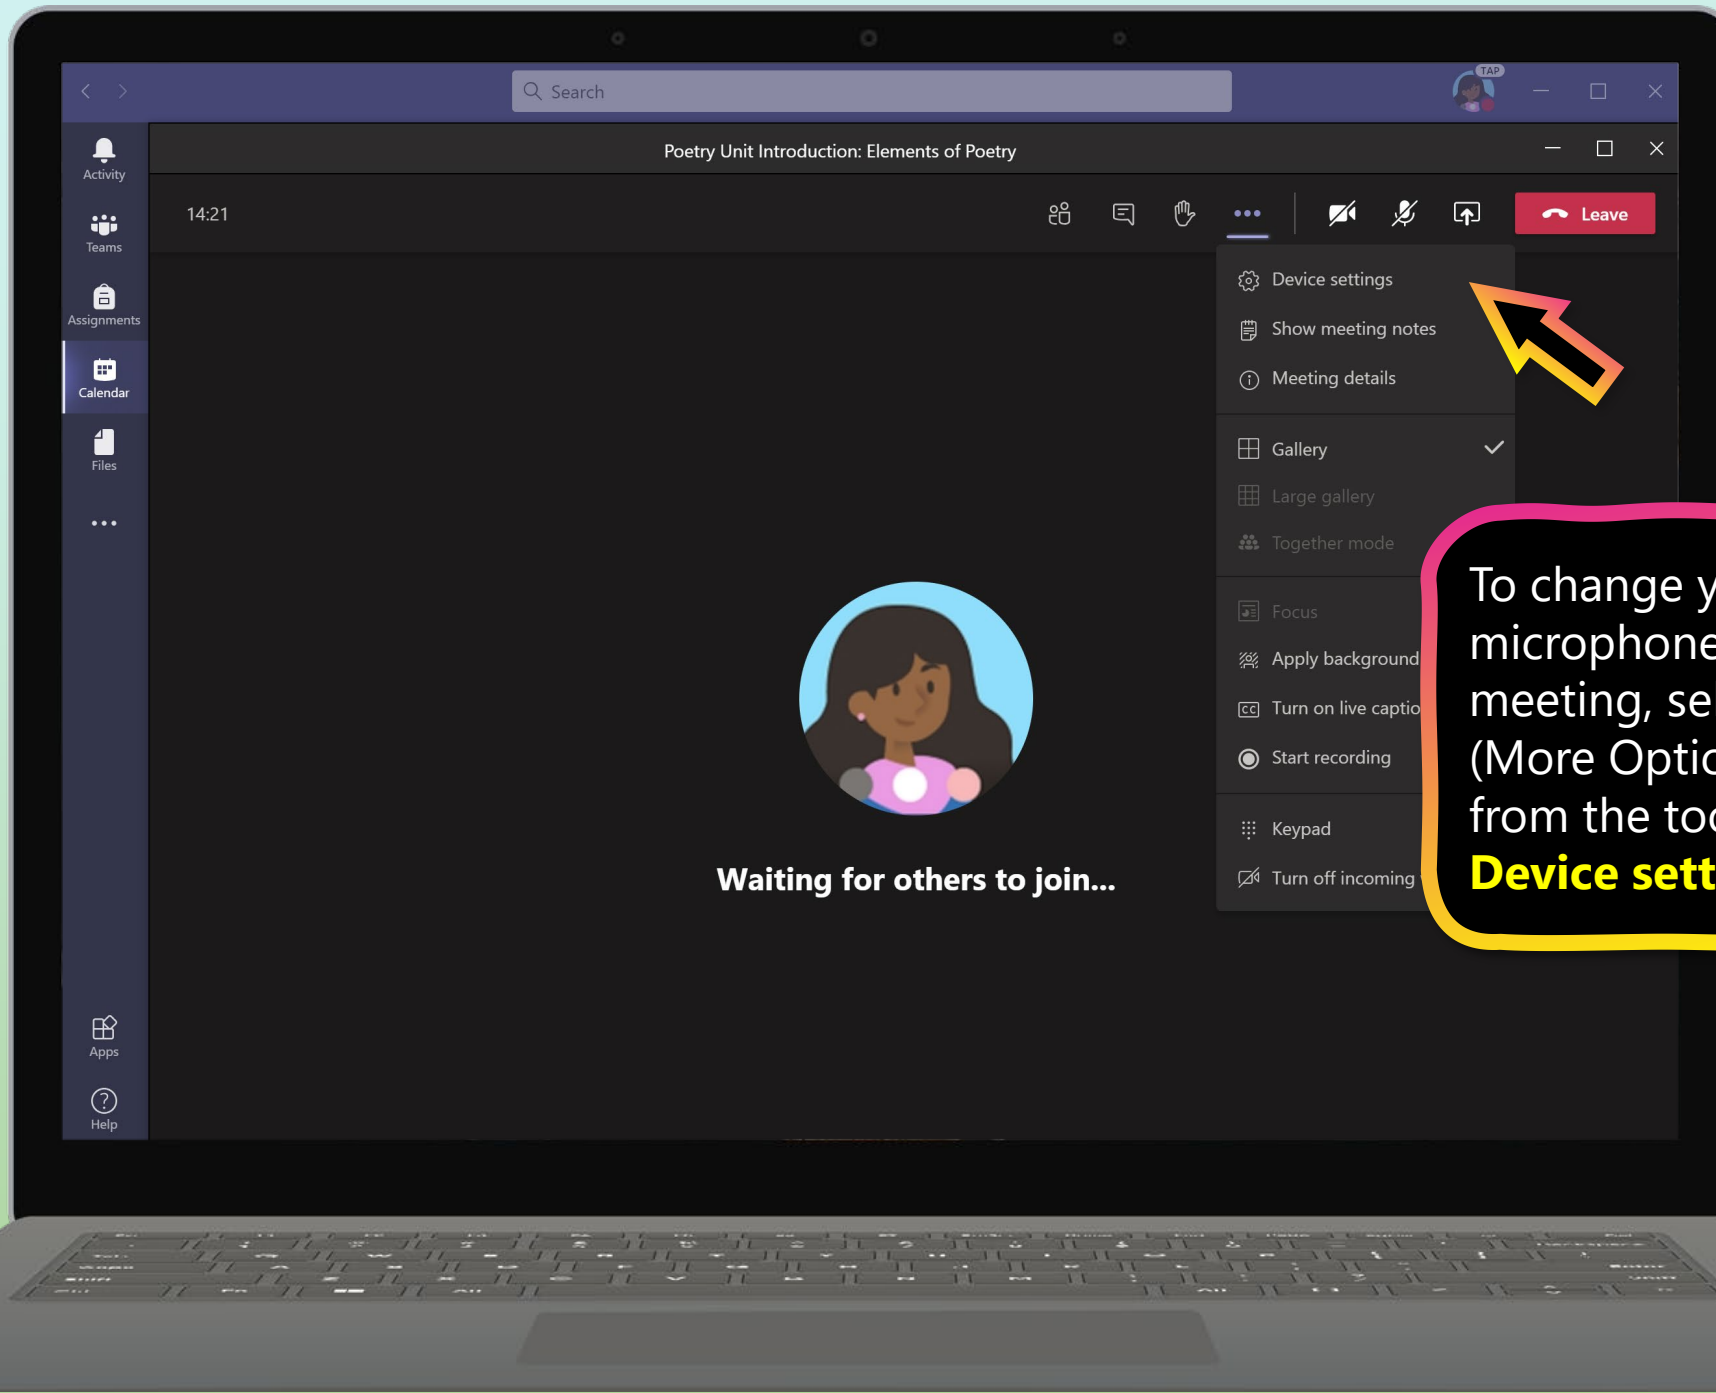 Search
TAP
Activity
Teams
Assignments
Calendar
Files
Apps
Help
Poetry Unit Introduction: Elements of Poetry
14:21
Leave
Device settings
Show meeting notes
Meeting details
Gallery
Large gallery
Together mode
Focus
Apply background
CC Turn on live captio
Start recording
Keypad
Turn off incoming
Waiting for others to join...
To change y
microphone
meeting, se
(More Optio
from the too
Device sett